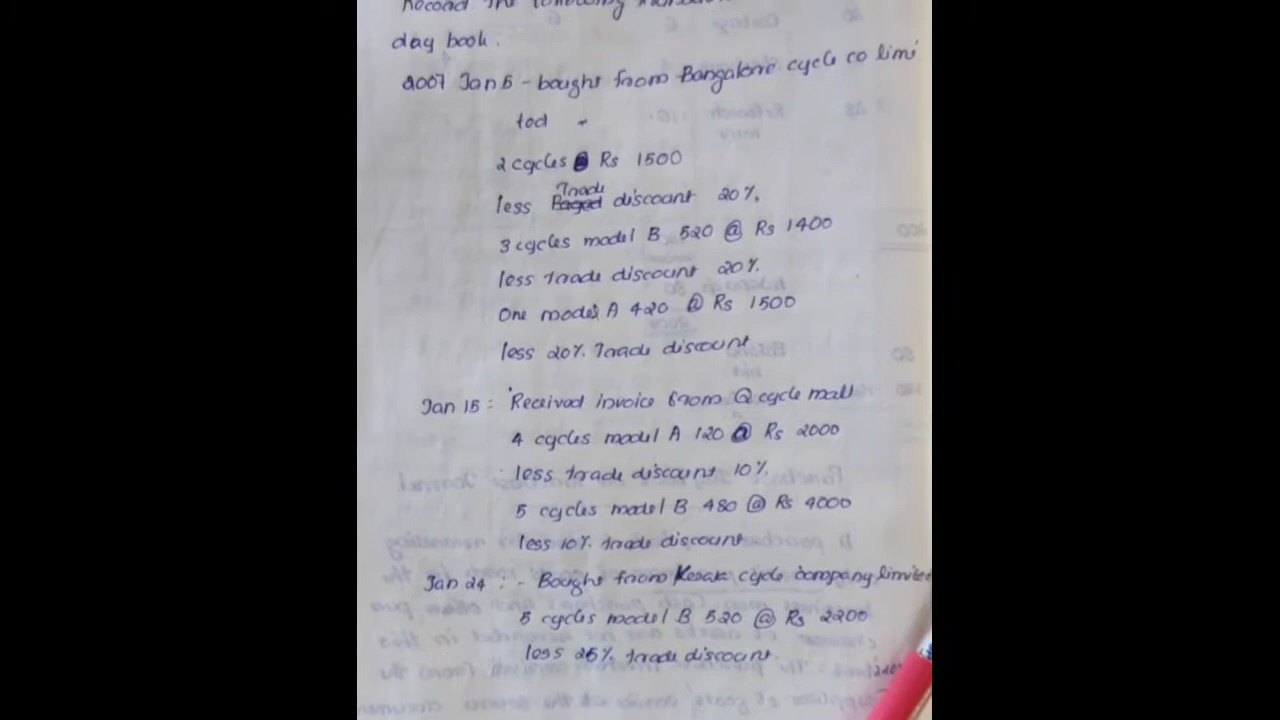 Record The following
day book.
2007 Jan 5 - bought from Bangalore cycle co limi
ted -
2 cycles @ Rs 1500
Trade
less discount 20%.
3 cycles model B 520 @ Rs 1400
less trade discount 20%.
One model A 420 @ Rs 1500
less 20% Trade discount
Jan 15 : Received invoice from Q cycle mall
4 cycles model A 120 @ Rs 2000
less trade discount 10%.
5 cycles model B 480 @ Rs 4000
less 10% trade discount
Jan 24 : - Bought from cycle company limited
5 cycles model B 520 @ Rs 2200
less 25% trade discount.